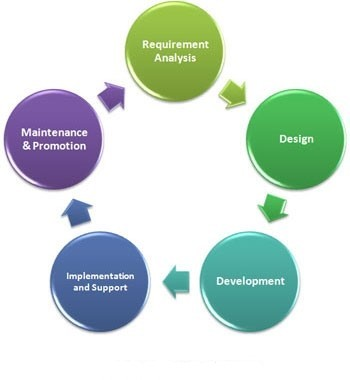 Requirement
Analysis
Design
Development
Implementation
and Support
Maintenance
& Promotion